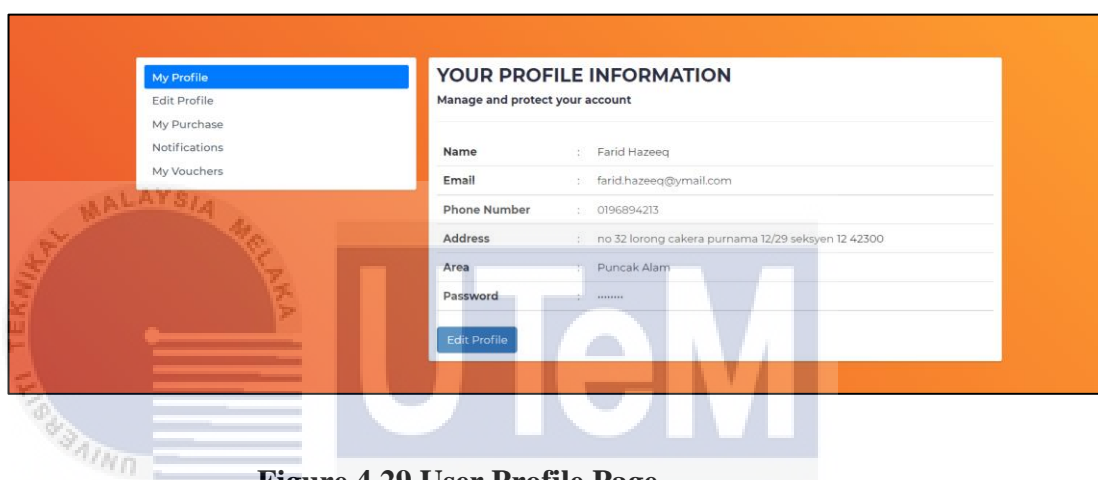 My Profile
Edit Profile
My Purchase
Notifications
My Vouchers
YOUR PROFILE INFORMATION
Manage and protect your account
Name : Farid Hazeeq
Email : farid.hazeeq@ymail.com
Phone Number : 0196894213
Address : no 32 lorong cakera purnama 12/29 seksyen 12 42300
Area : Puncak Alam
Password : ••••••••
Edit Profile
UNIVERSITI TEKNIKAL MALAYSIA MELAKA
UTeM
Figure 4.29 User Profile Page